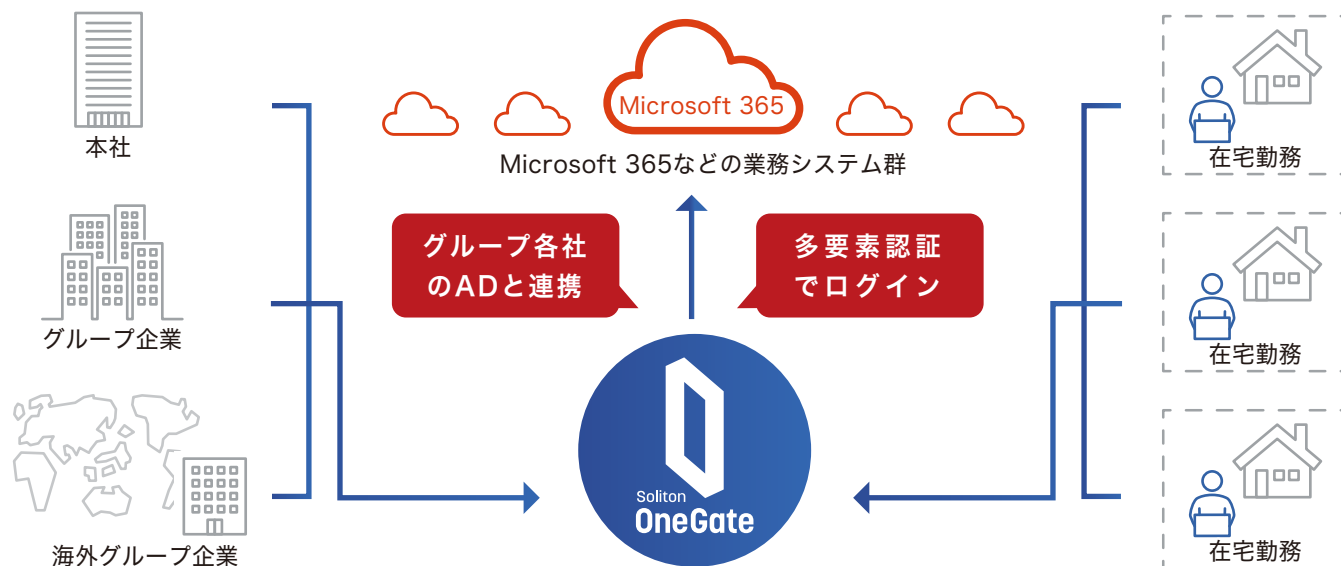 本社
グループ企業
海外グループ企業
Microsoft 365
Microsoft 365などの業務システム群
グループ各社
のADと連携
多要素認証
でログイン
Soliton
OneGate
在宅勤務
在宅勤務
在宅勤務